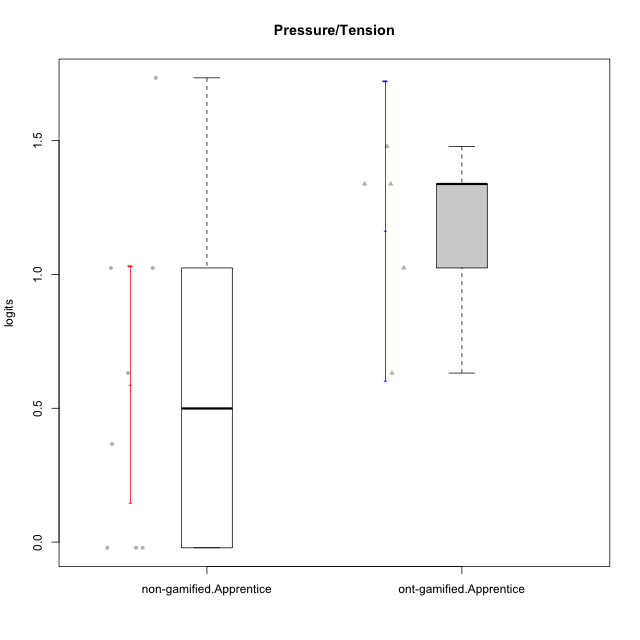 Pressure/Tension
logits
1.5
1.0
0.5
0.0
non-gamified.Apprentice
ont-gamified.Apprentice